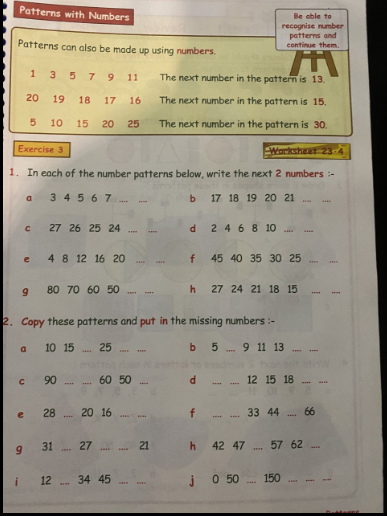 Patterns with Numbers
Be able to
recognise number
patterns and
continue them.
Patterns can also be made up using numbers.
1 3 5 7 9 11 The next number in the pattern is 13.
20 19 18 17 16 The next number in the pattern is 15.
5 10 15 20 25 The next number in the pattern is 30.
Exercise 3
Worksheet 23·4
1. In each of the number patterns below, write the next 2 numbers :-
a 3 4 5 6 7 .... .... b 17 18 19 20 21 .... ....
c 27 26 25 24 .... .... d 2 4 6 8 10 .... ....
e 4 8 12 16 20 .... .... f 45 40 35 30 25 .... ....
g 80 70 60 50 .... .... h 27 24 21 18 15 .... ....
2. Copy these patterns and put in the missing numbers :-
a 10 15 .... 25 .... .... b 5 .... 9 11 13 .... ....
c 90 .... .... 60 50 .... d .... .... 12 15 18 .... ....
e 28 .... 20 16 .... .... f .... .... 33 44 .... 66
g 31 .... 27 .... .... 21 h 42 47 .... 57 62 ....
i 12 .... 34 45 .... .... j 0 50 .... 150 .... .... ....